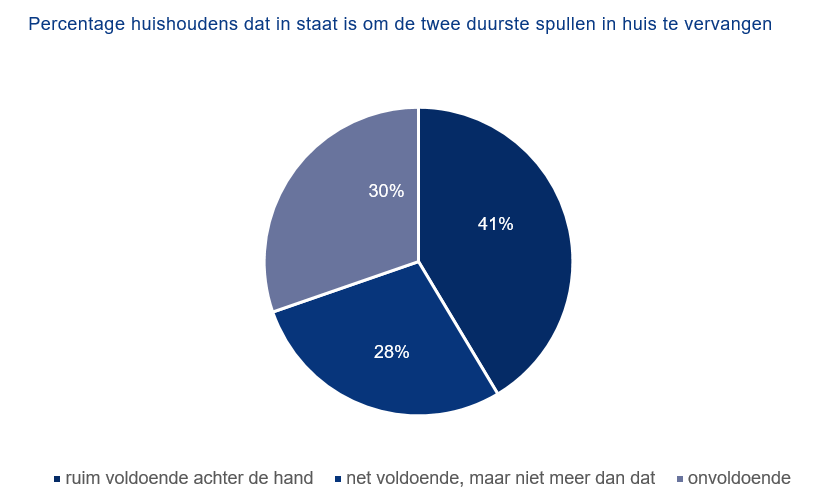 Percentage huishoudens dat in staat is om de twee duurste spullen in huis te vervangen
30%
41%
28%
ruim voldoende achter de hand
net voldoende, maar niet meer dan dat
onvoldoende